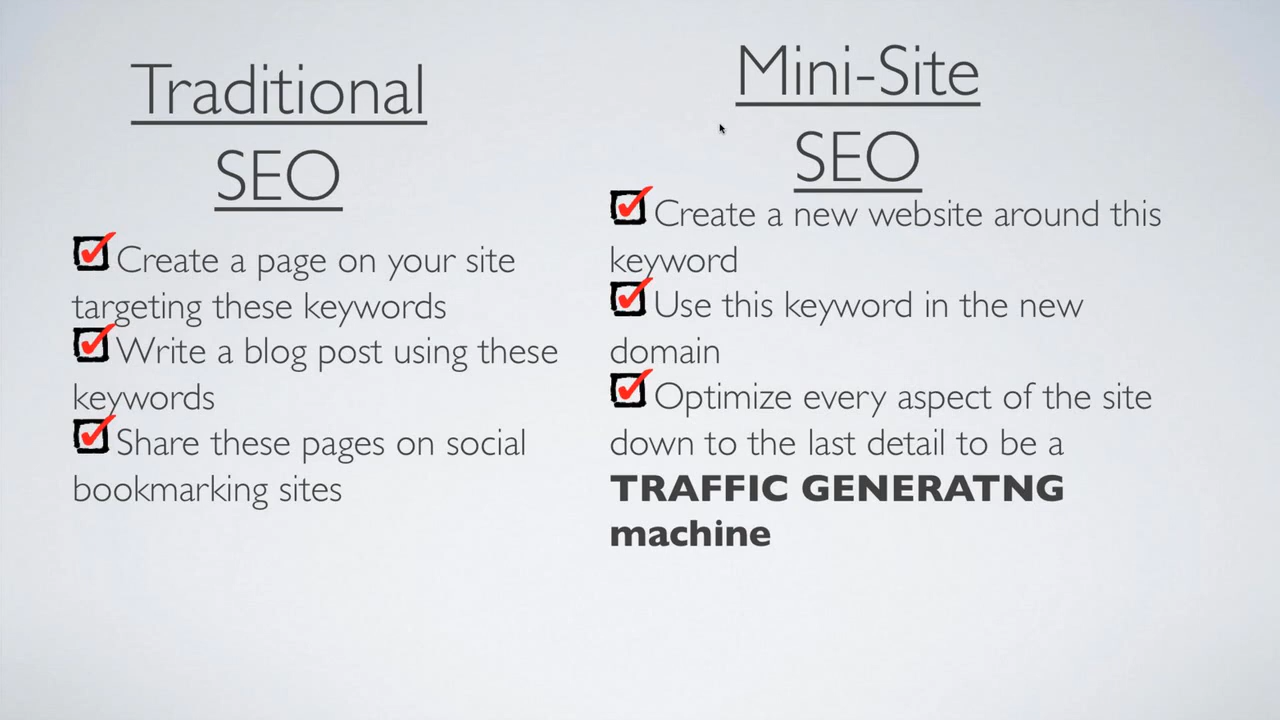 Traditional
SEO
Create a page on your site
targeting these keywords
Write a blog post using these
keywords
Share these pages on social
bookmarking sites
Mini-Site
SEO
Create a new website around this
keyword
Use this keyword in the new
domain
Optimize every aspect of the site
down to the last detail to be a
TRAFFIC GENERATNG
machine